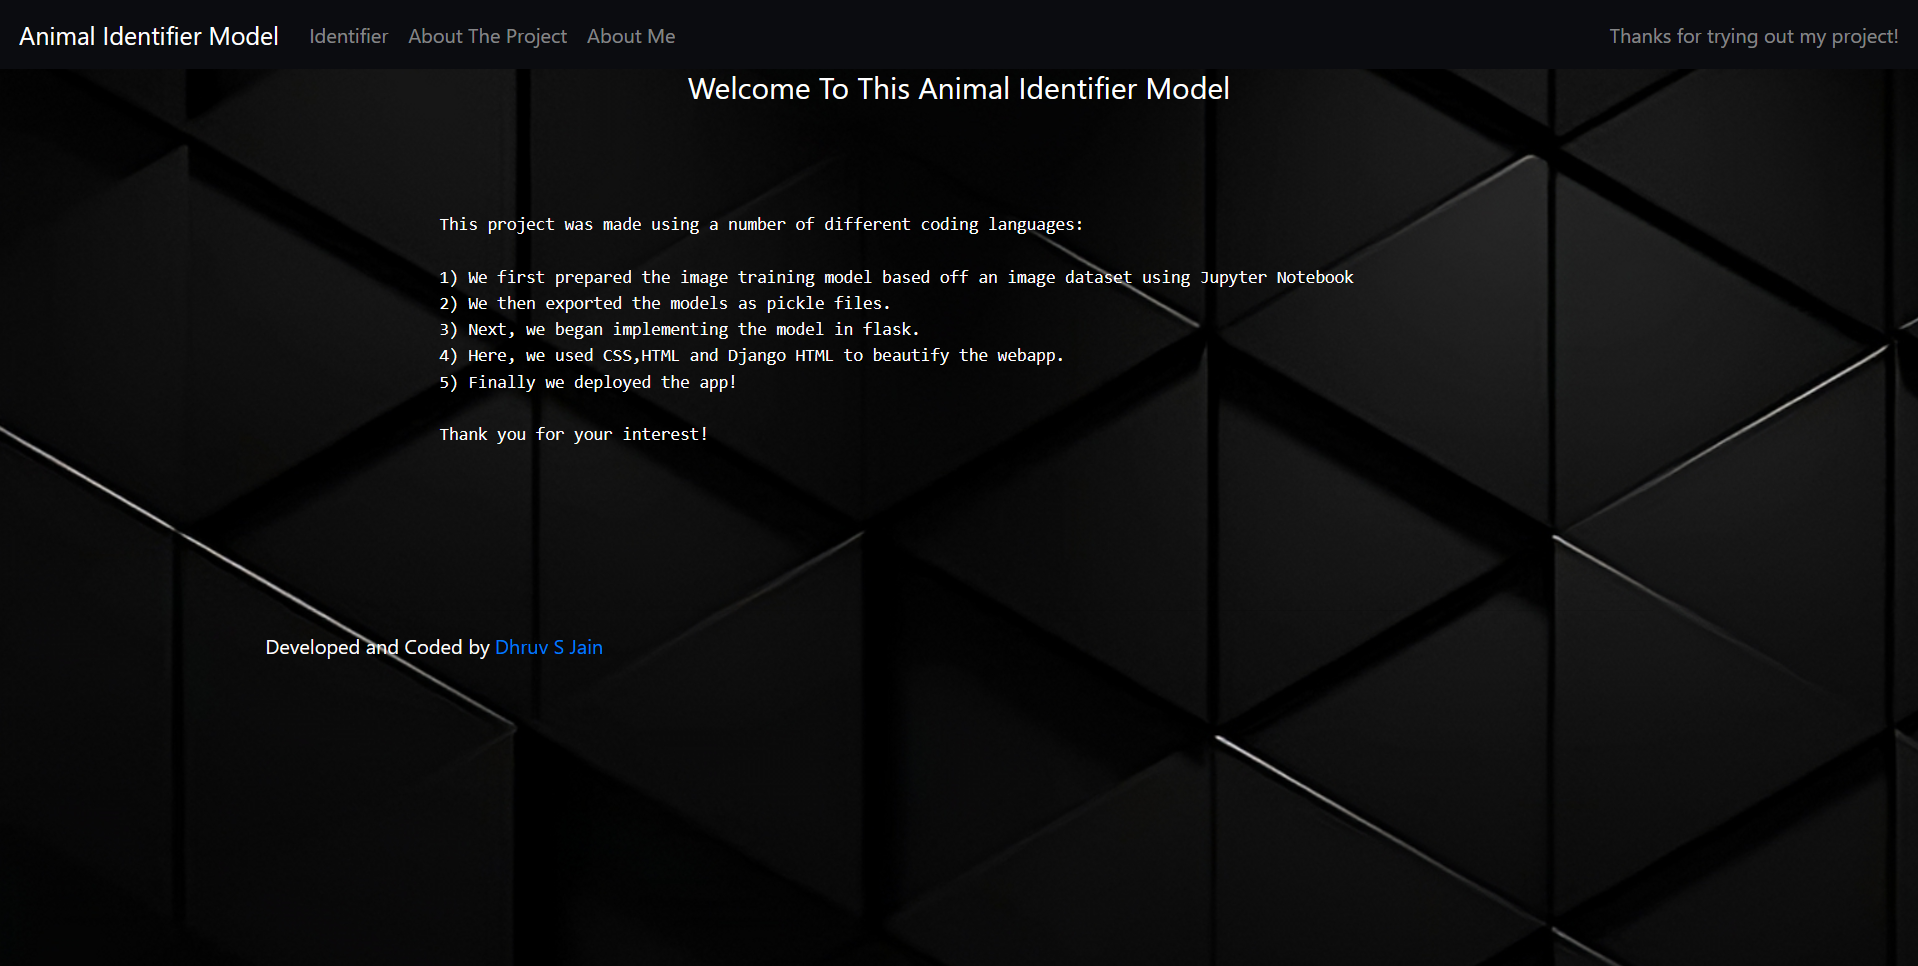 Animal Identifier Model Identifier About The Project About Me Thanks for trying out my project!
Welcome To This Animal Identifier Model
This project was made using a number of different coding languages:
1) We first prepared the image training model based off an image dataset using Jupyter Notebook
2) We then exported the models as pickle files.
3) Next, we began implementing the model in flask.
4) Here, we used CSS,HTML and Django HTML to beautify the webapp.
5) Finally we deployed the app!
Thank you for your interest!
Developed and Coded by Dhruv S Jain